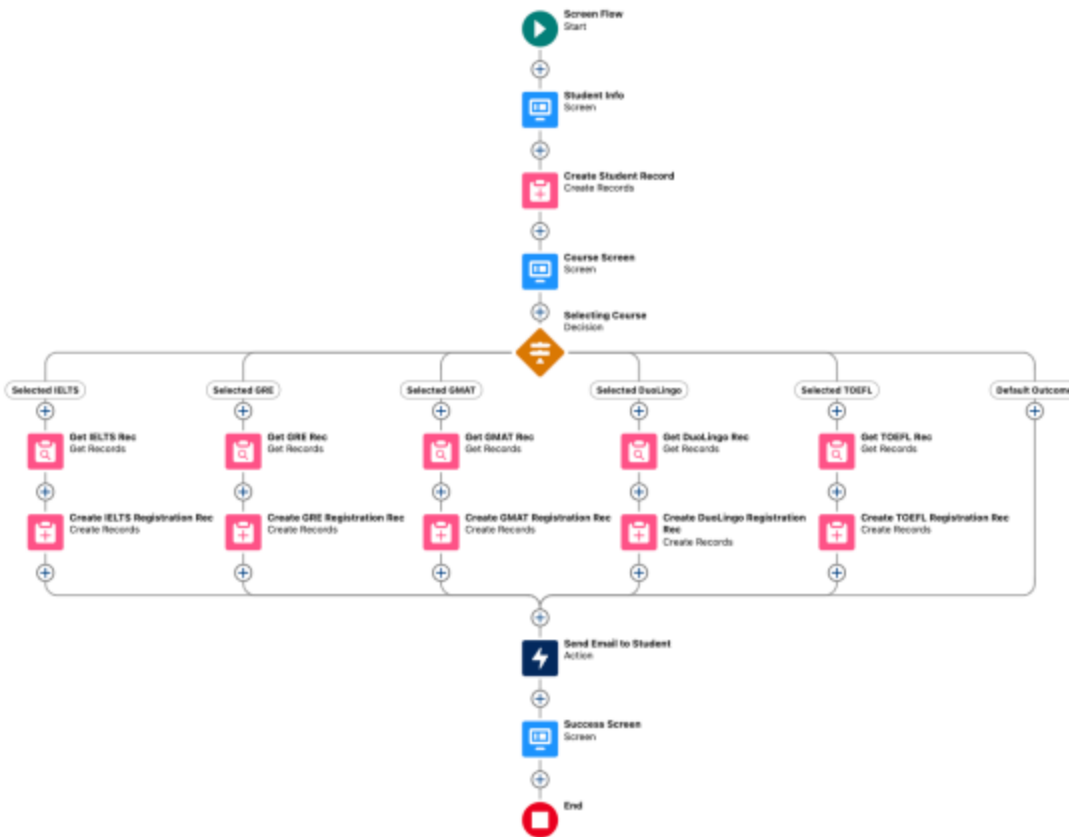 Screen Flow
Start
Student Info
Screen
Create Student Record
Create Records
Course Screen
Screen
Selecting Course
Decision
Selected IELTS
Selected GRE
Selected GMAT
Selected DuoLingo
Selected TOEFL
Default Outcome
Get IELTS Rec
Get Records
Get GRE Rec
Get Records
Get GMAT Rec
Get Records
Get DuoLingo Rec
Get Records
Get TOEFL Rec
Get Records
Create IELTS Registration Rec
Create Records
Create GRE Registration Rec
Create Records
Create GMAT Registration Rec
Create Records
Create DuoLingo Registration
Rec
Create Records
Create TOEFL Registration Rec
Create Records
Send Email to Student
Action
Success Screen
Screen
End